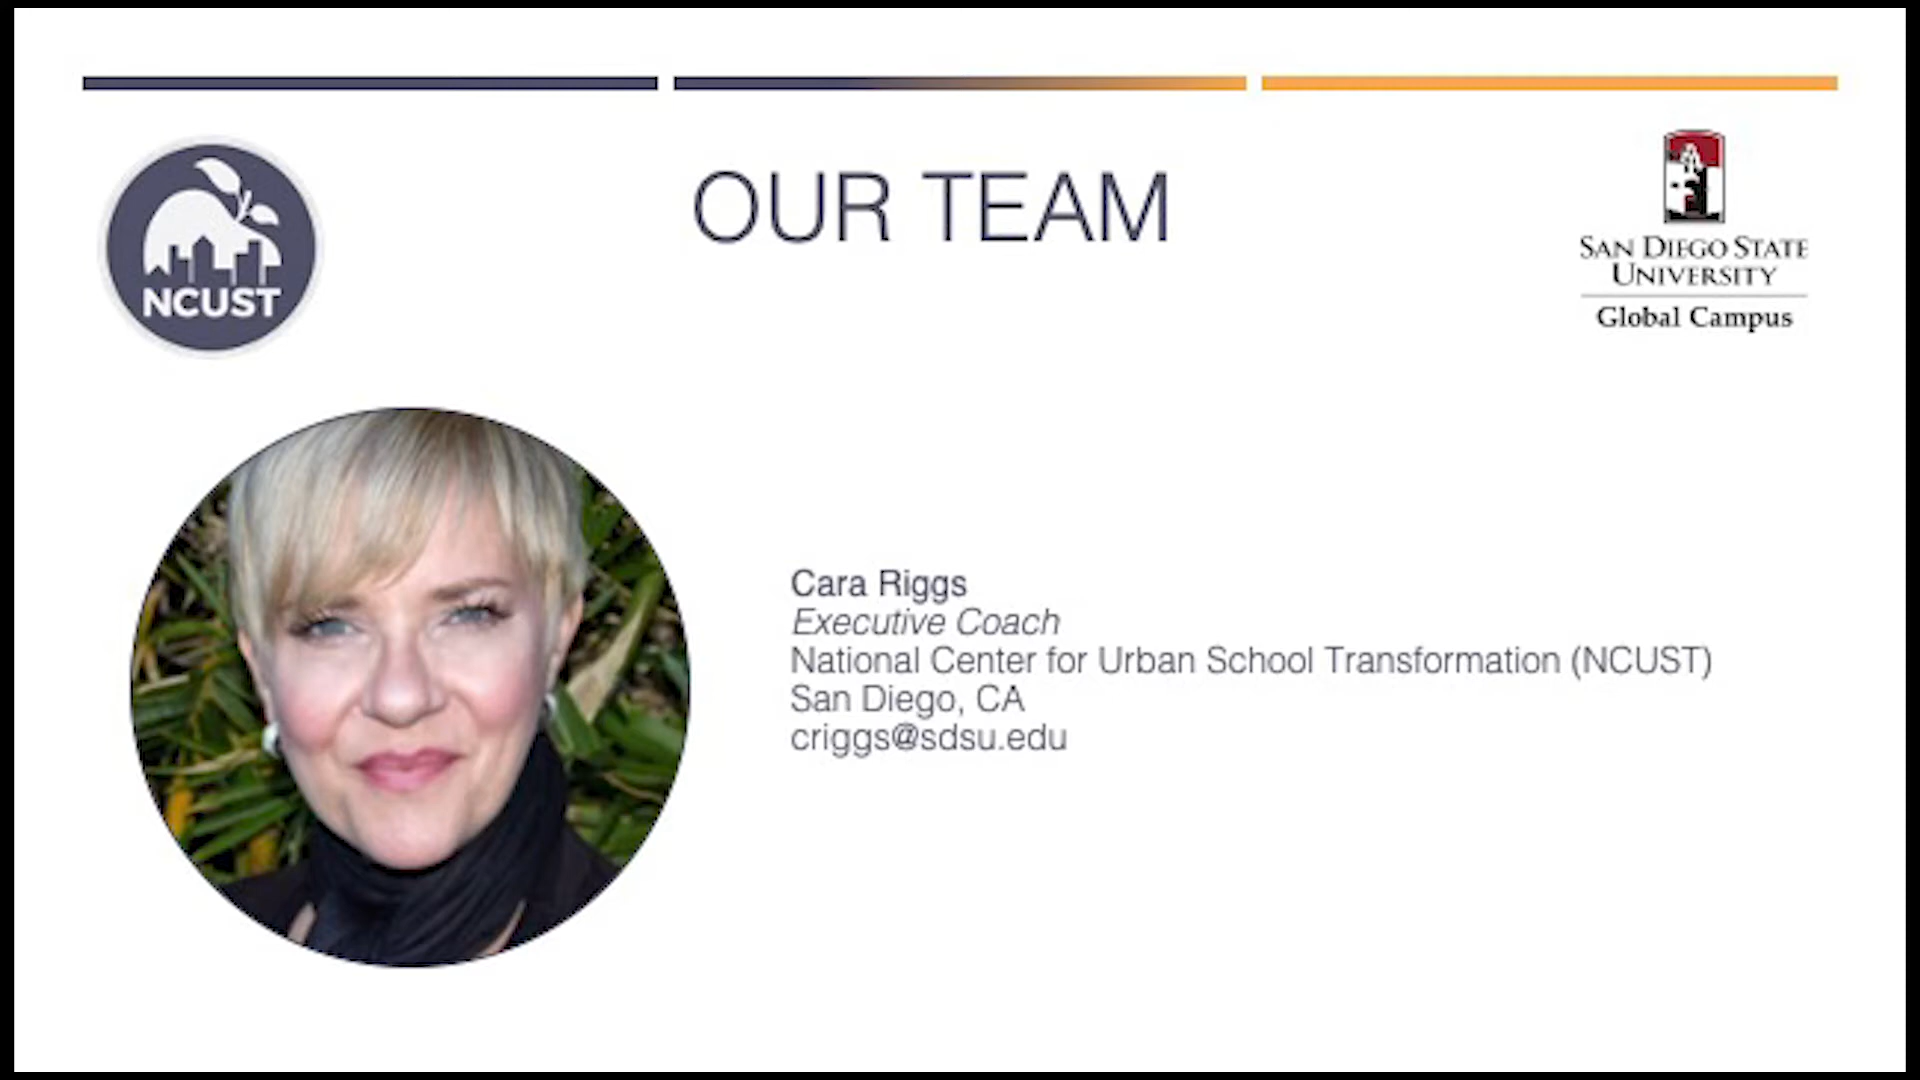 OUR TEAM
NCUST
SAN DIEGO STATE
UNIVERSITY
Global Campus
Cara Riggs
Executive Coach
National Center for Urban School Transformation (NCUST)
San Diego, CA
criggs@sdsu.edu